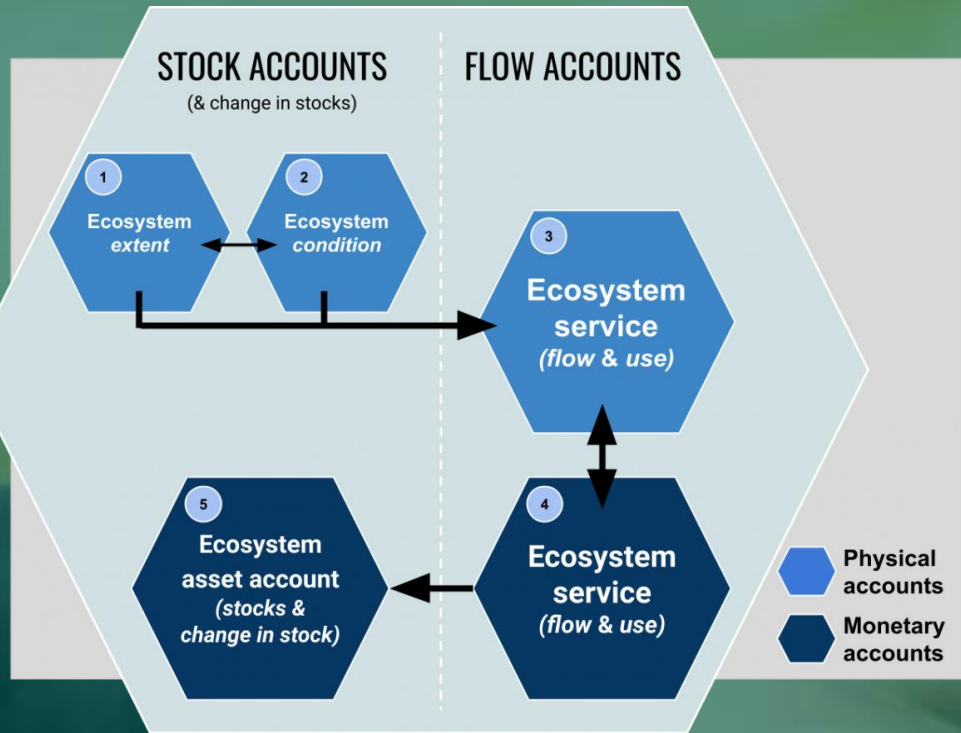 STOCK ACCOUNTS
(& change in stocks)
FLOW ACCOUNTS
1
Ecosystem
extent
2
Ecosystem
condition
3
Ecosystem
service
(flow & use)
5
Ecosystem
asset account
(stocks &
change in stock)
4
Ecosystem
service
(flow & use)
Physical
accounts
Monetary
accounts